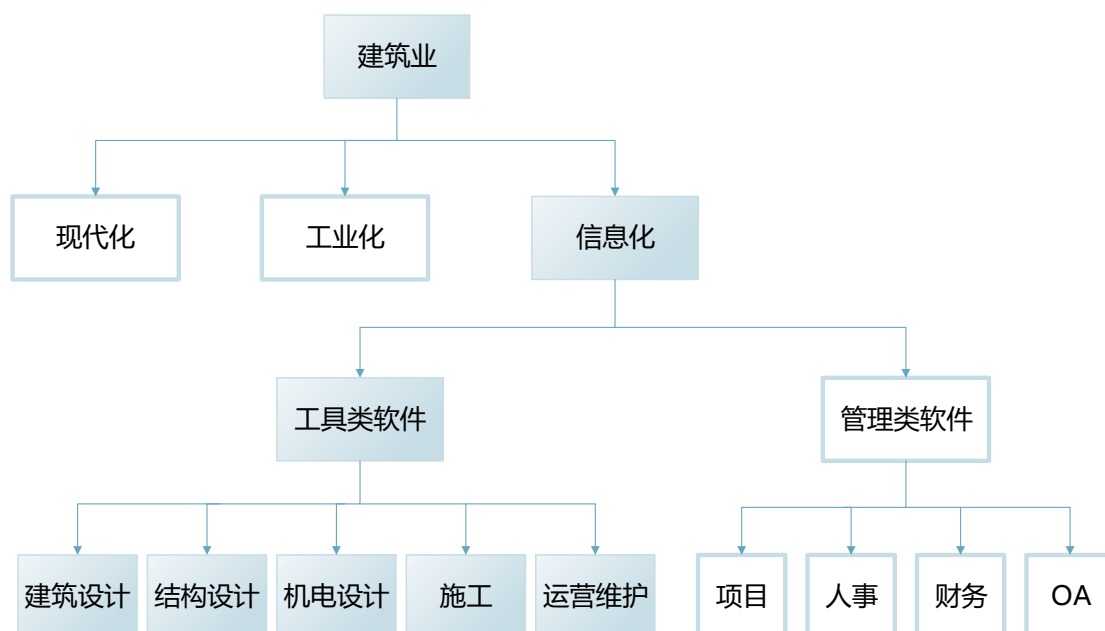 建筑业
现代化
工业化
信息化
工具类软件
管理类软件
建筑设计
结构设计
机电设计
施工
运营维护
项目
人事
财务
OA